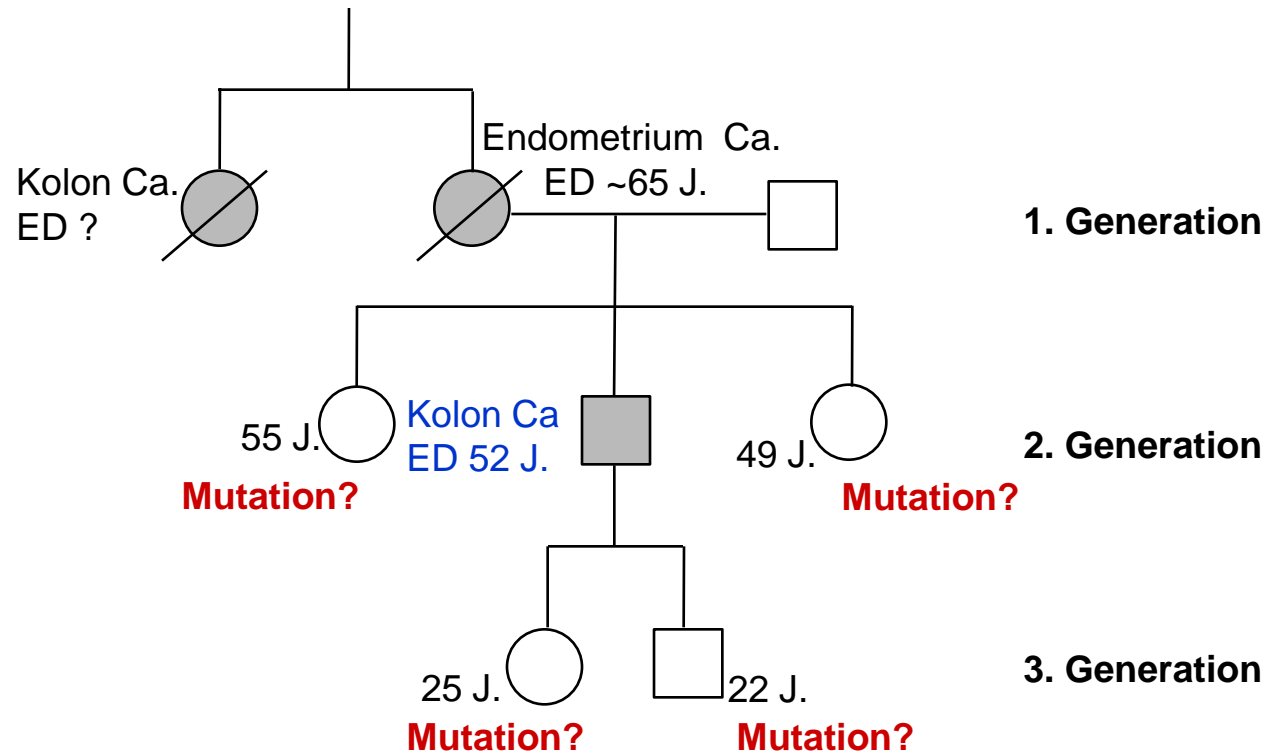 Endometrium Ca.
ED ~65 J.
Kolon Ca.
ED ?
1. Generation
55 J.
Kolon Ca
ED 52 J.
49 J.
2. Generation
Mutation?
Mutation?
25 J.
22 J.
3. Generation
Mutation?
Mutation?